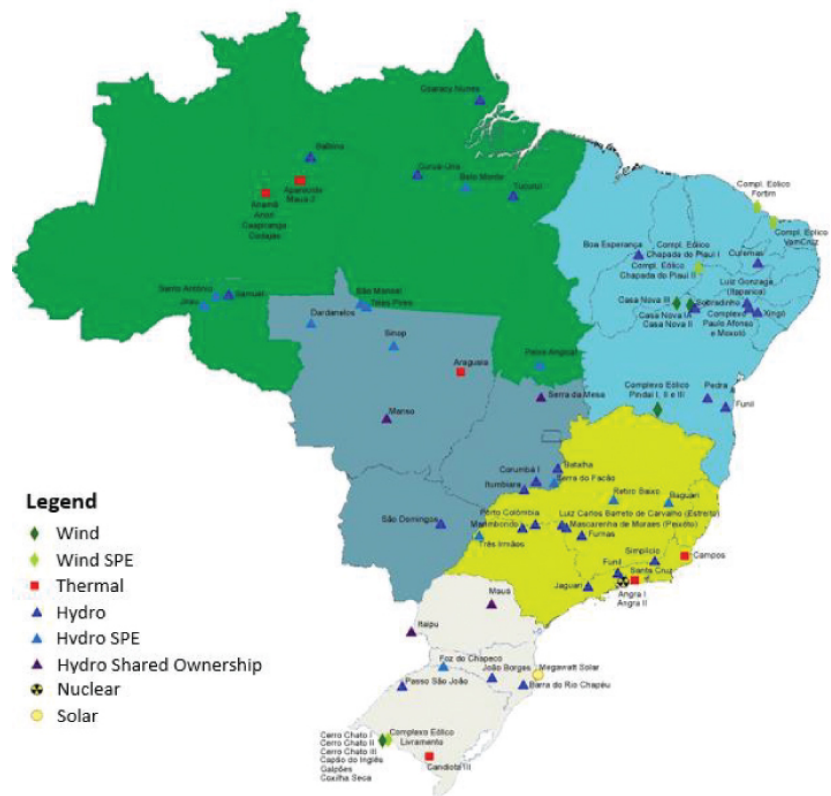 Coaracy Nunes
Balbina
Curuá-Una
Belo Monte
Tucuruí
Aparecida
Mauá 3
Anamã
Anori
Caapiranga
Codajás
Compl. Eólico
Fortim
Compl. Eólico
VamCruz
Boa Esperança
Compl. Eólico
Chapada do Piauí I
Compl. Eólico
Chapada do Piauí II
Curemas
Luiz Gonzaga
(Itaparica)
Santo Antônio
Jirau
Samuel
São Manoel
Teles Pires
Dardanelos
Sinop
Casa Nova III
Sobradinho
Casa Nova II
Complexo
Paulo Afonso
e Moxotó
Xingó
Araguaia
Peixe Angical
Serra da Mesa
Manso
Complexo Eólico
Pindaí I, II e III
Pedra
Funil
Corumbá I
Batalha
Itumbiara
Serra do Facão
Retiro Baixo
Baguari
São Domingos
Porto Colômbia
Marimbondo
Luiz Carlos Barreto de Carvalho (Estreito)
Mascarenha de Moraes (Peixoto)
Furnas
Três Irmãos
Simplício
Campos
Funil
Santa Cruz
Jaguari
Angra I
Angra II
Mauá
Itaipu
Foz do Chapecó
João Borges
Megawatt Solar
Passo São João
Barra do Rio Chapéu
Cerro Chato I
Cerro Chato II
Cerro Chato III
Capão do Inglês
Galpões
Coxilha Seca
Complexo Eólico
Livramento
Candiota III
Legend
Wind
Wind SPE
Thermal
Hydro
Hydro SPE
Hydro Shared Ownership
Nuclear
Solar